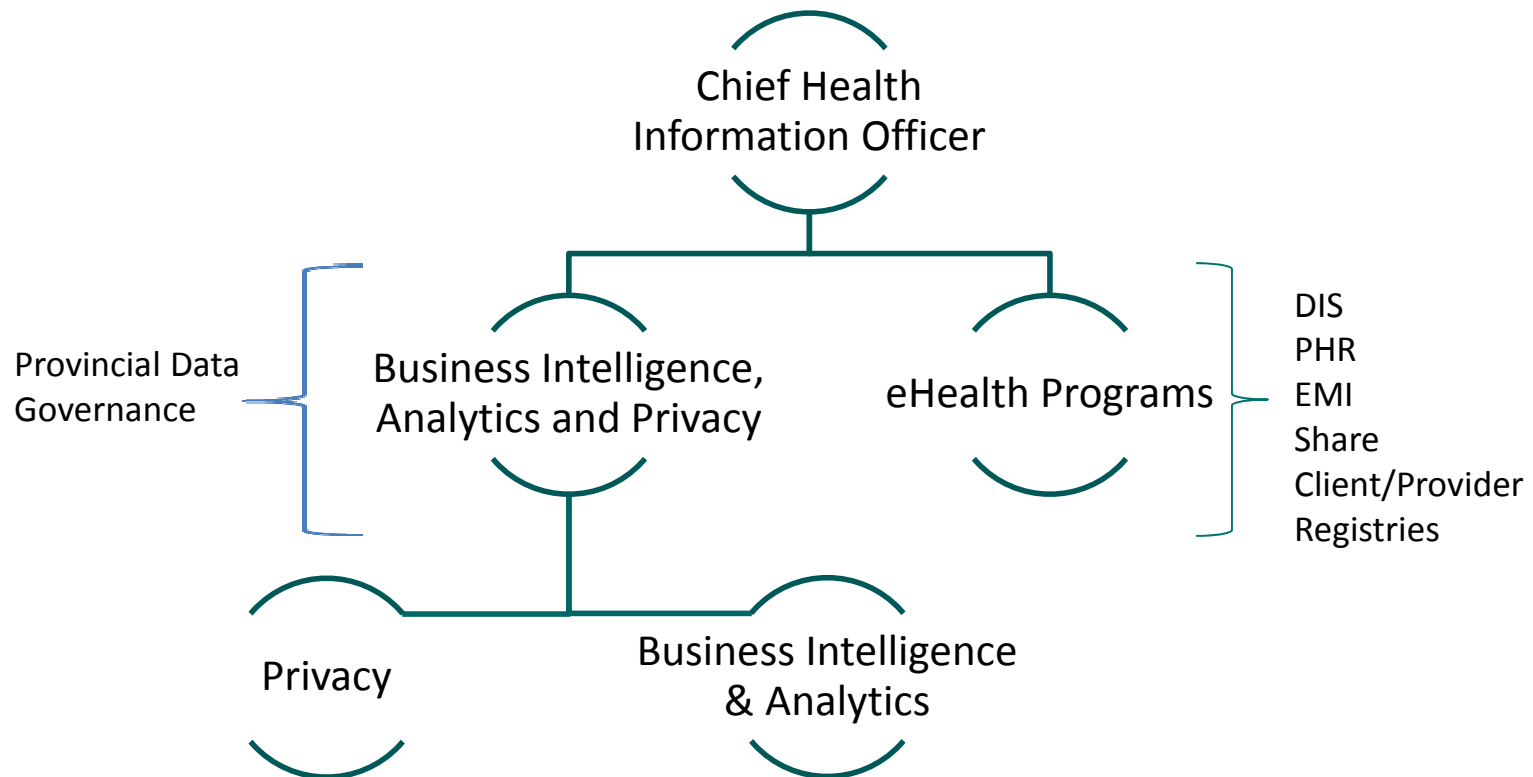 Chief Health
Information Officer
Provincial Data
Governance
Business Intelligence,
Analytics and Privacy
eHealth Programs
DIS
PHR
EMI
Share
Client/Provider
Registries
Privacy
Business Intelligence
& Analytics